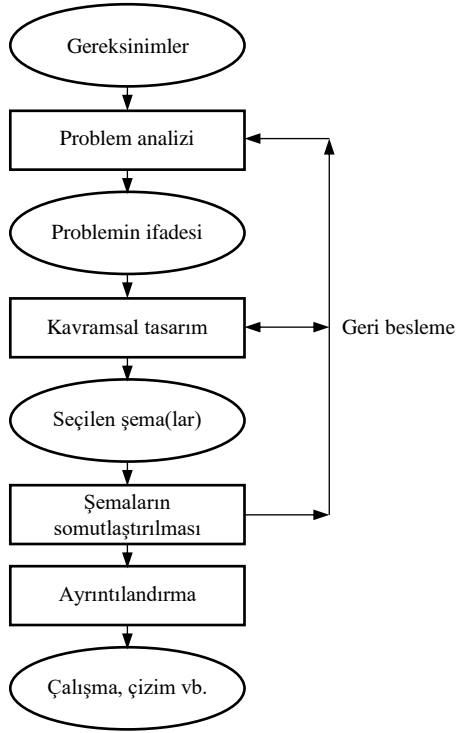 Gereksinimler
Problem analizi
Problemin ifadesi
Kavramsal tasarım
Geri besleme
Seçilen şema(lar)
Şemaların
somutlaştırılması
Ayrıntılandırma
Çalışma, çizim vb.